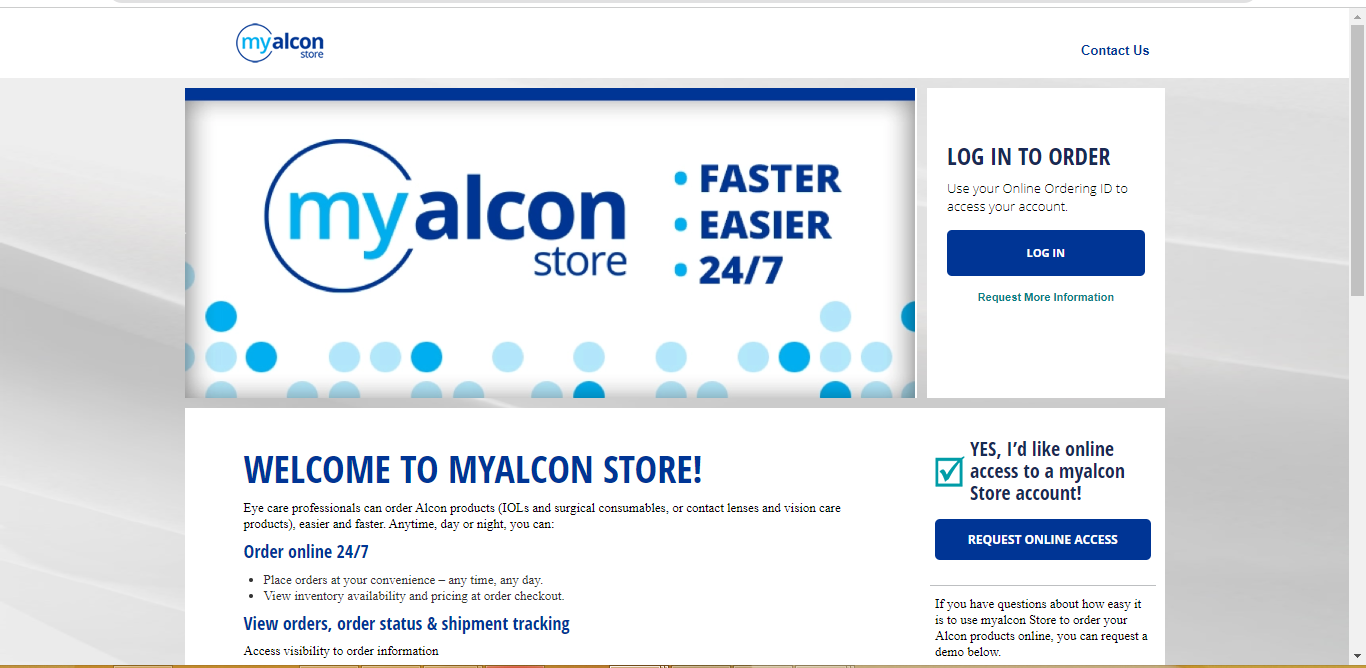 myalcon
store
Contact Us
myalcon
store
• FASTER
• EASIER
• 24/7
LOG IN TO ORDER
Use your Online Ordering ID to
access your account.
LOG IN
Request More Information
WELCOME TO MYALCON STORE!
Eye care professionals can order Alcon products (IOLs and surgical consumables, or contact lenses and vision care
products), easier and faster. Anytime, day or night, you can:
Order online 24/7
• Place orders at your convenience – any time, any day.
• View inventory availability and pricing at order checkout.
View orders, order status & shipment tracking
Access visibility to order information
YES, I’d like online
access to a myalcon
Store account!
REQUEST ONLINE ACCESS
If you have questions about how easy it
is to use myalcon Store to order your
Alcon products online, you can request a
demo below.